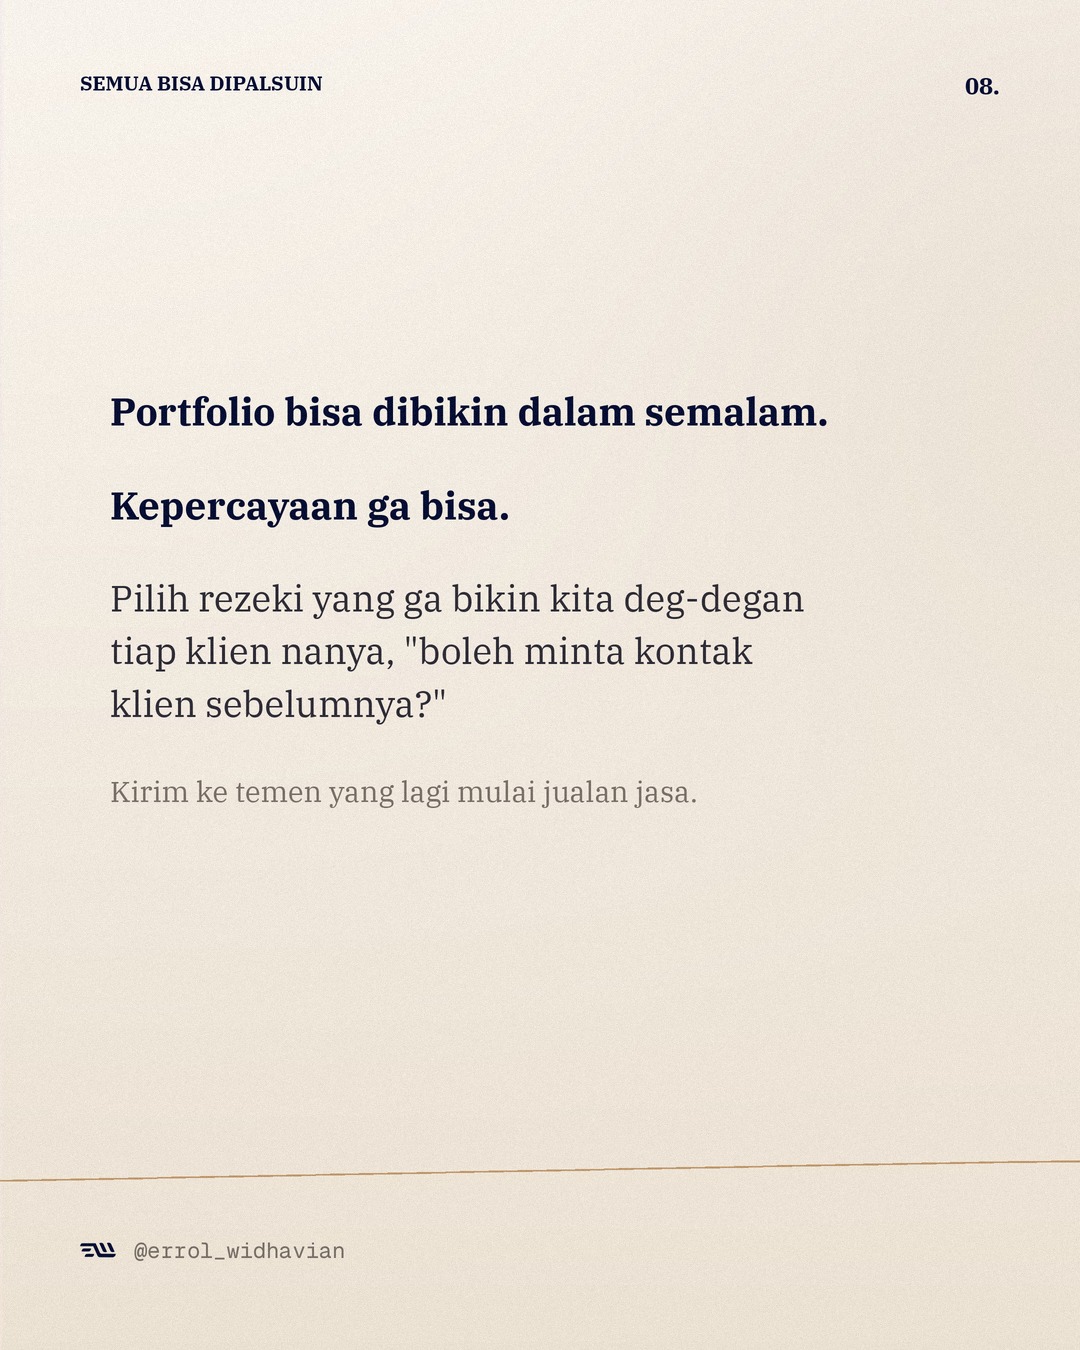 SEMUA BISA DIPALSUIN
08.
Portfolio bisa dibikin dalam semalam.
Kepercayaan ga bisa.
Pilih rezeki yang ga bikin kita deg-degan
tiap klien nanya, "boleh minta kontak
klien sebelumnya?"
Kirim ke temen yang lagi mulai jualan jasa.
@errol_widhavian